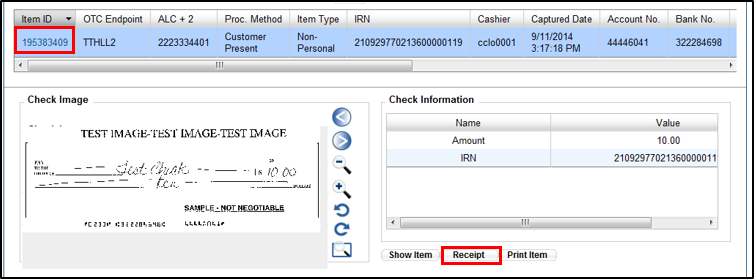 Item ID OTC Endpoint ALC + 2 Proc. Method Item Type IRN Cashier Captured Date Account No. Bank No.
195383409 TTHLL2 2223334401 Customer Present Non-Personal 210929770213600000119 cclo0001 9/11/2014 3:17:18 PM 44446041 322284698
Check Image
TEST IMAGE-TEST IMAGE-TEST IMAGE
Test Check $ 10.00
Ten
SAMPLE - NOT NEGOTIABLE
Check Information
Name Value
Amount 10.00
IRN 21092977021360000011
Show Item Receipt Print Item